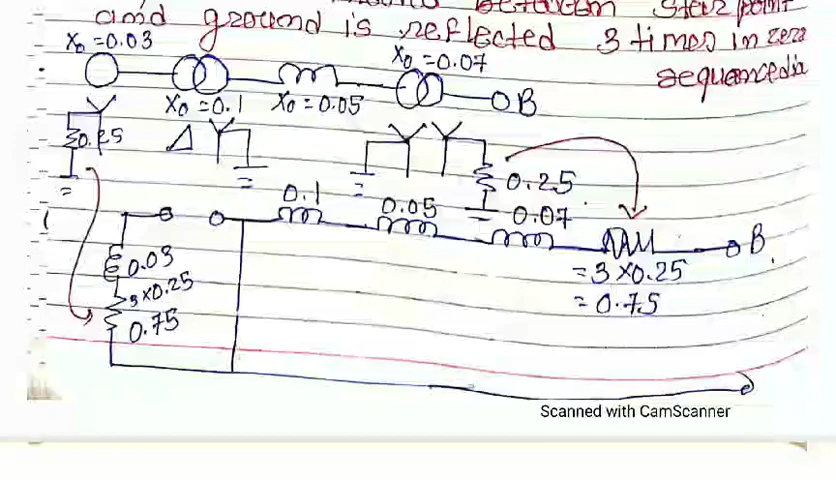 and ground is reflected 3 times in zero
sequence dia
X₀ = 0.03
X₀ = 0.07
X₀ = 0.1 X₀ = 0.05
B
Δ
0.25
0.1
0.05
0.07
B
0.03
3×0.25
0.75
= 3 × 0.25
= 0.75
Scanned with CamScanner